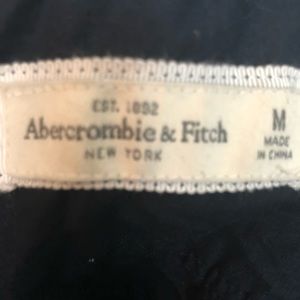 EST. 1892
Abercrombie & Fitch
NEW YORK
M
MADE
IN CHINA